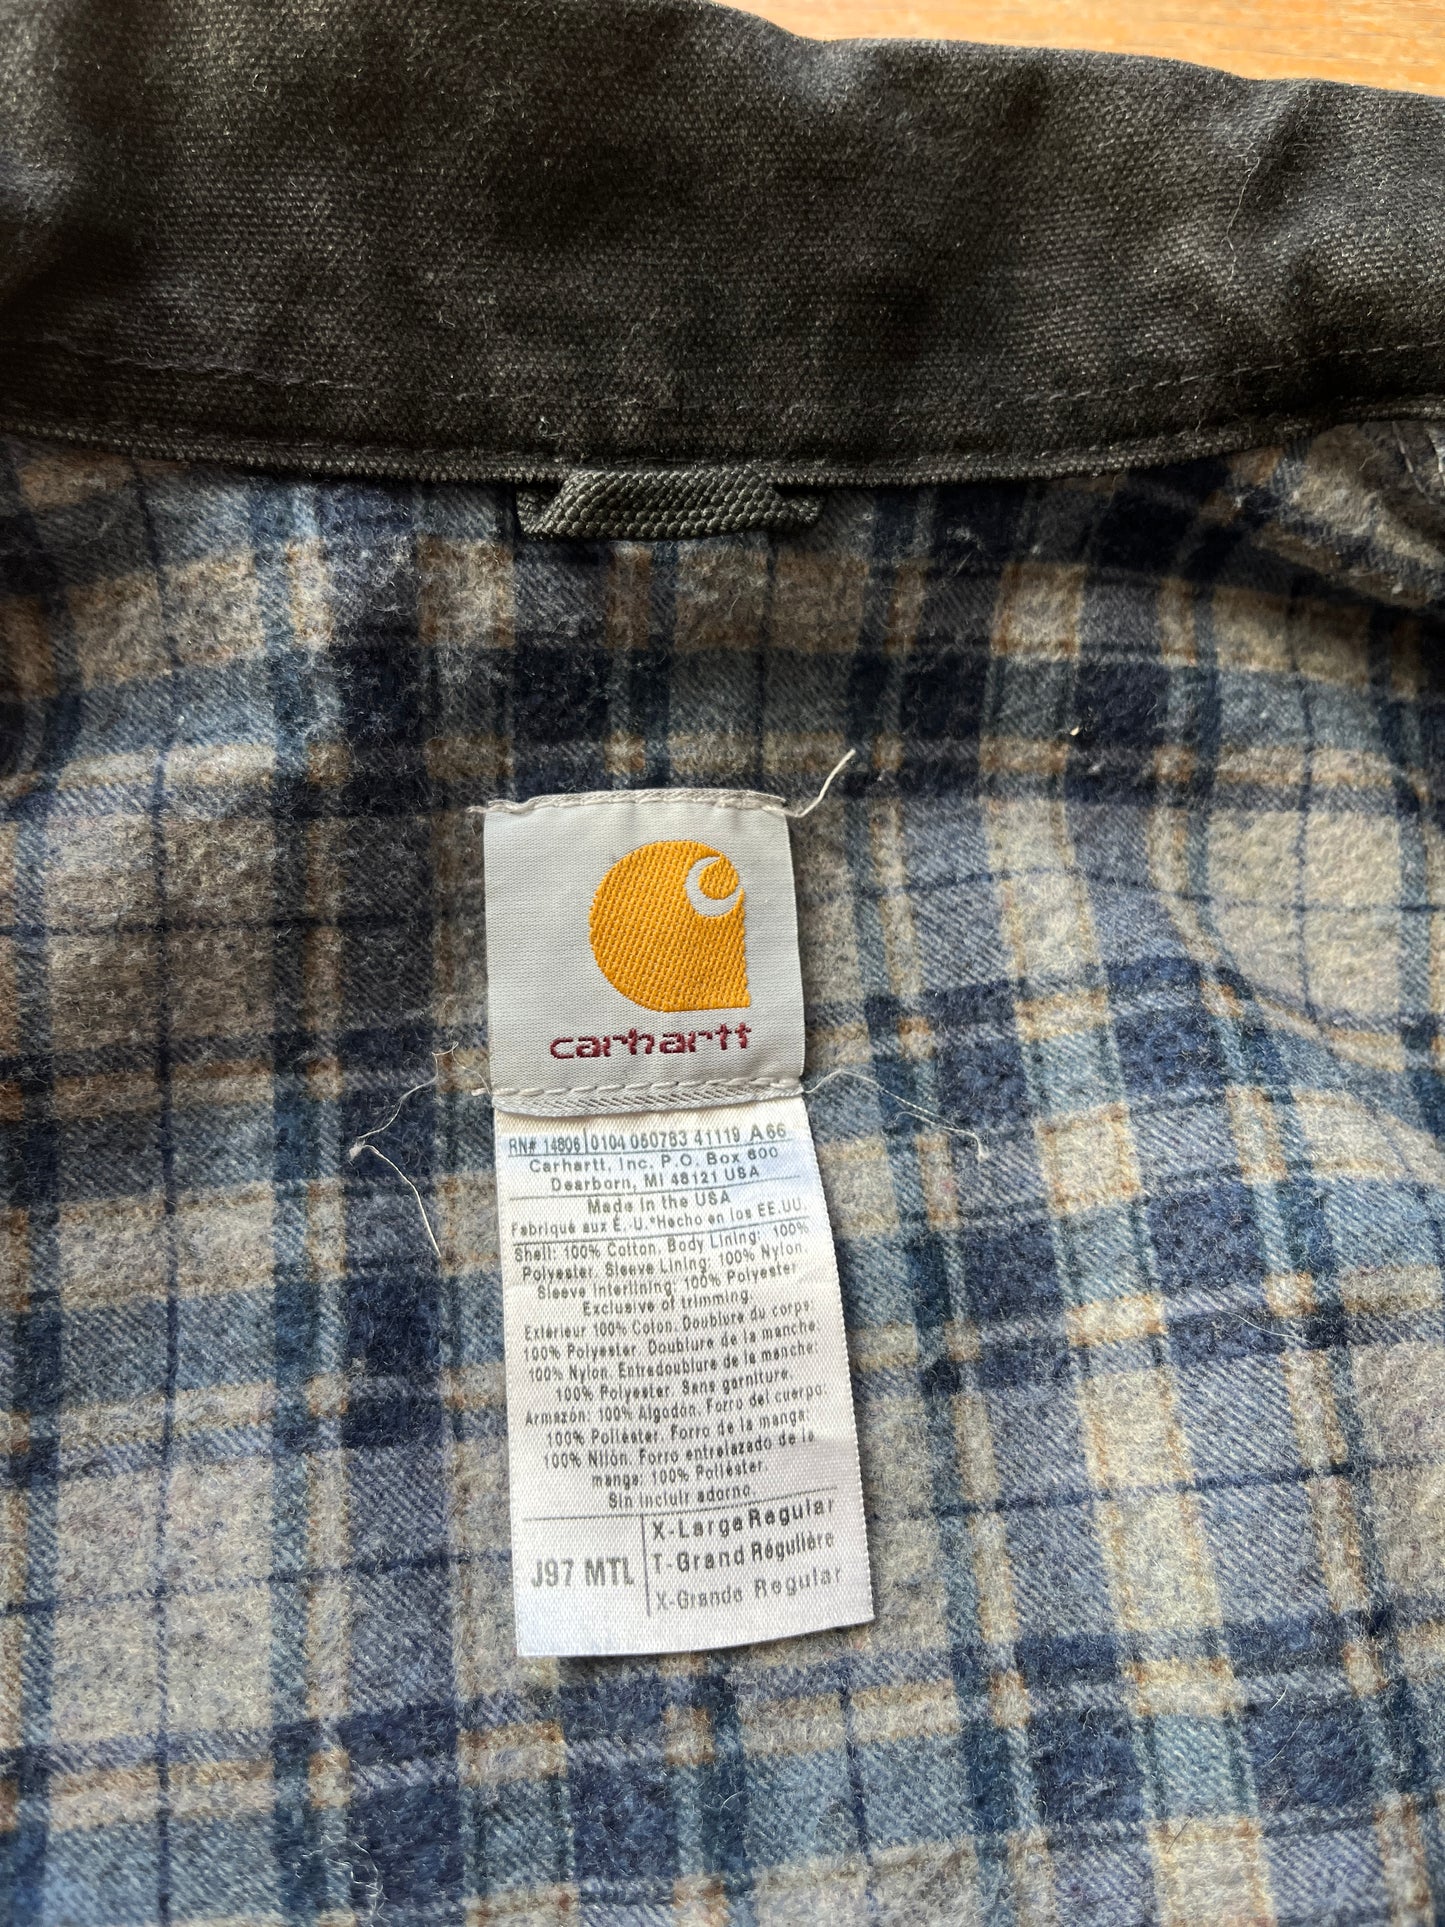 carhartt
RN# 14806 0104 060783 41119 A66
Carhartt, Inc. P.O. Box 600
Dearborn, MI 48121 USA
Made in the USA
Fabriqué aux É.-U.*Hecho en los EE.UU.
Shell: 100% Cotton, Body Lining: 100%
Polyester, Sleeve Lining: 100% Nylon.
Sleeve Interlining: 100% Polyester
Exclusive of trimming.
Extérieur 100% Coton. Doublure du corps:
100% Polyester. Doublure de la manche:
100% Nylon. Entredoublure de la menche:
100% Polyester. Sans garniture.
Armazón: 100% Algodón. Forro del cuerpo:
100% Poliéster. Forro de la manga:
100% Nilón. Forro entrelazado de la
manga: 100% Poliéster.
Sin incluir adorno.
J97 MTL
X-Large Regular
T-Grand Régulière
X-Grande Regular